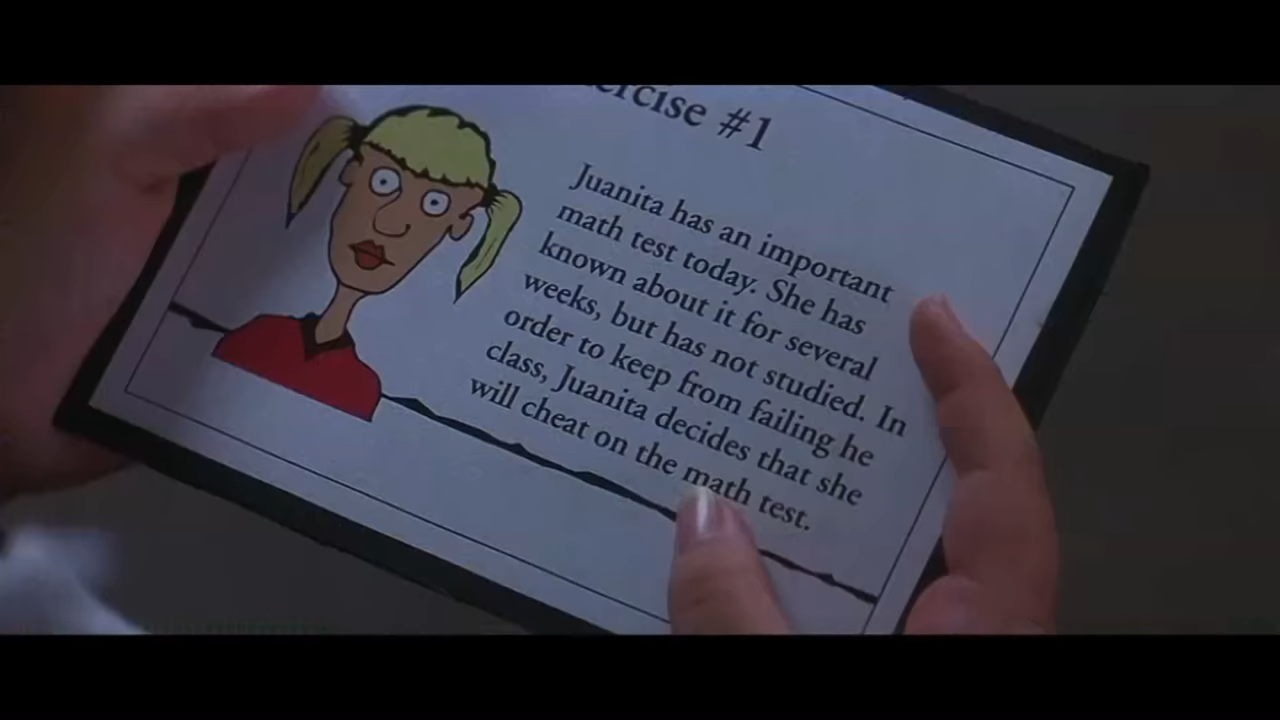 ercise #1
Juanita has an important
math test today. She has
known about it for several
weeks, but has not studied. In
order to keep from failing he
class, Juanita decides that she
will cheat on the math test.